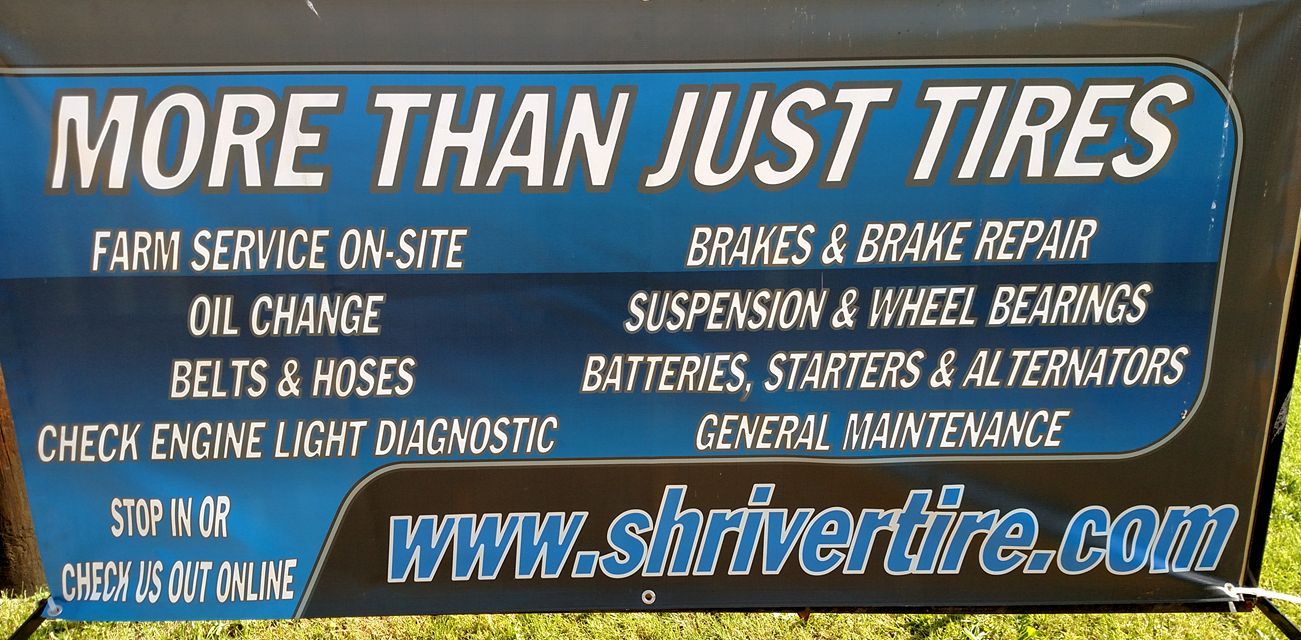 MORE THAN JUST TIRES
FARM SERVICE ON-SITE
OIL CHANGE
BELTS & HOSES
CHECK ENGINE LIGHT DIAGNOSTIC
BRAKES & BRAKE REPAIR
SUSPENSION & WHEEL BEARINGS
BATTERIES, STARTERS & ALTERNATORS
GENERAL MAINTENANCE
STOP IN OR
CHECK US OUT ONLINE
www.shrivertire.com